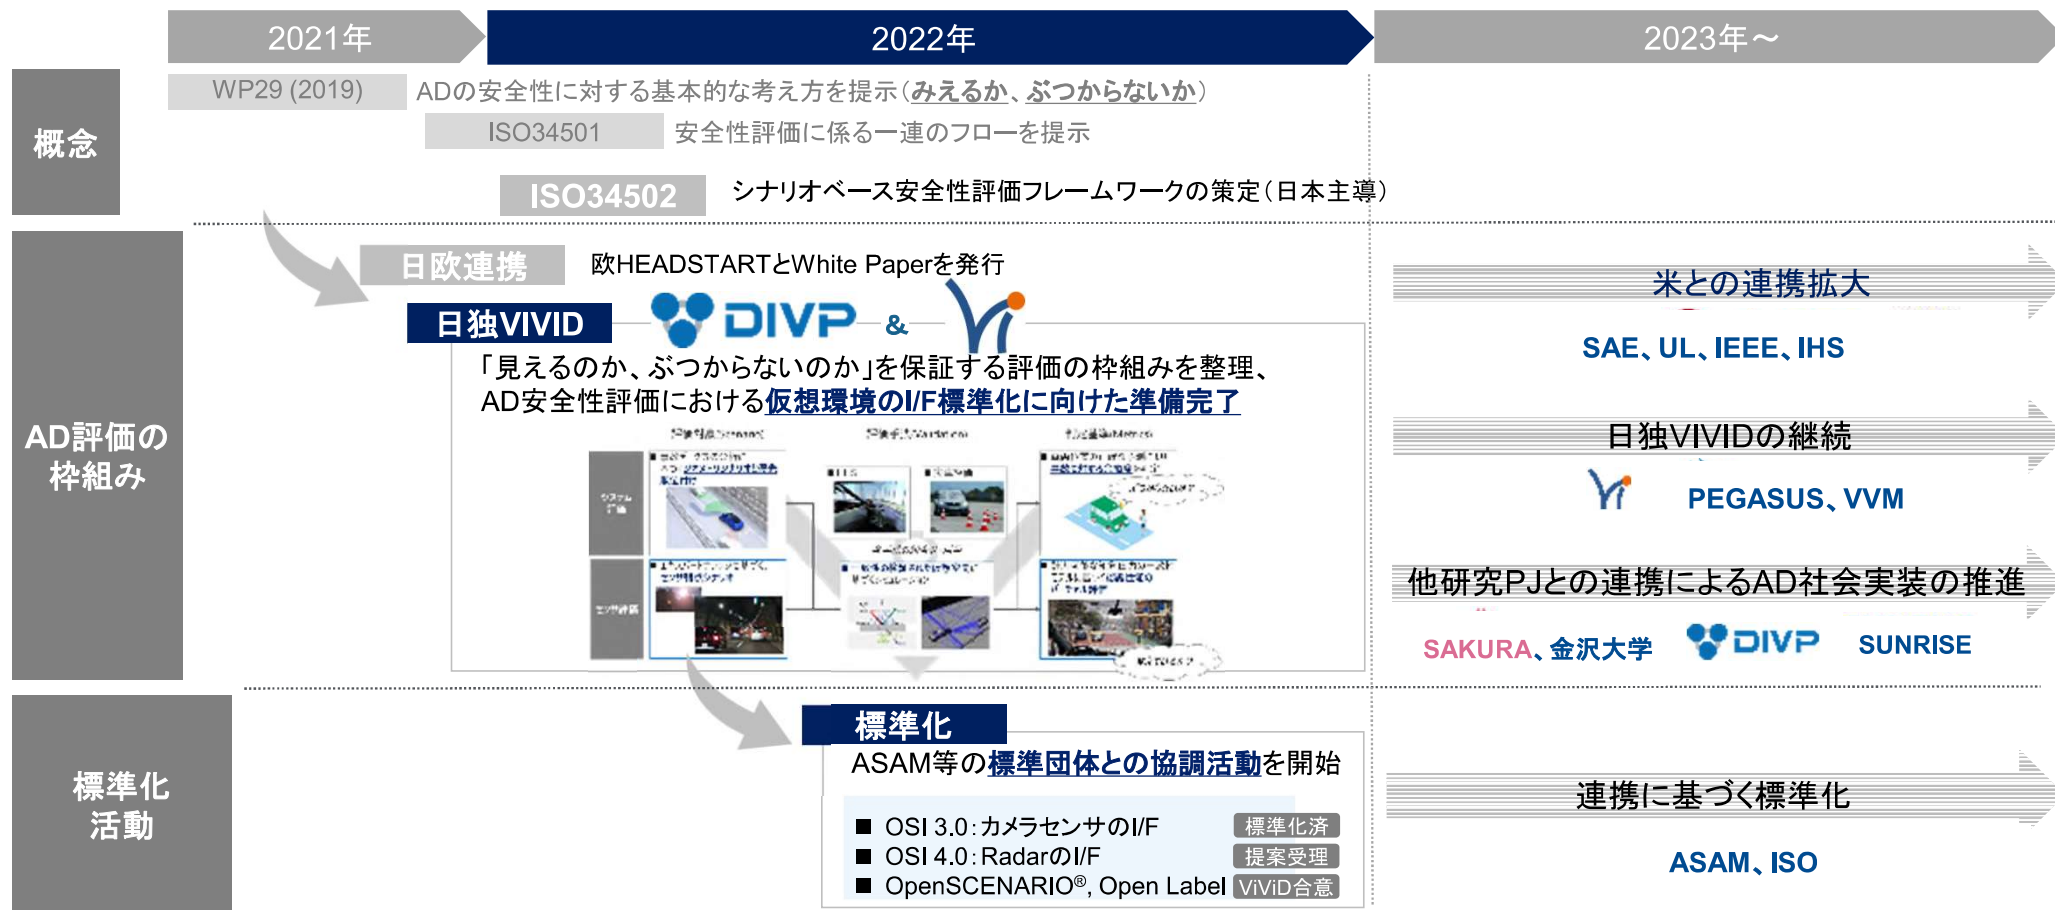 2021年
2022年
2023年～
概念
WP29 (2019)
ADの安全性に対する基本的な考え方を提示（みえるか、ぶつからないか）
ISO34501
安全性評価に係る一連のフローを提示
ISO34502
シナリオベース安全性評価フレームワークの策定（日本主導）
AD評価の
枠組み
日欧連携
欧HEADSTARTとWhite Paperを発行
日独VIVID
DIVP
&
「見えるのか、ぶつからないのか」を保証する評価の枠組みを整理、
AD安全性評価における仮想環境のI/F標準化に向けた準備完了
システム
評価
センサ評価
米との連携拡大
SAE、UL、IEEE、IHS
日独VIVIDの継続
PEGASUS、VVM
他研究PJとの連携によるAD社会実装の推進
SAKURA、金沢大学
DIVP
SUNRISE
標準化
活動
標準化
ASAM等の標準団体との協調活動を開始
■ OSI 3.0：カメラセンサのI/F 標準化済
■ OSI 4.0：RadarのI/F 提案受理
■ OpenSCENARIO®, Open Label ViViD合意
連携に基づく標準化
ASAM、ISO